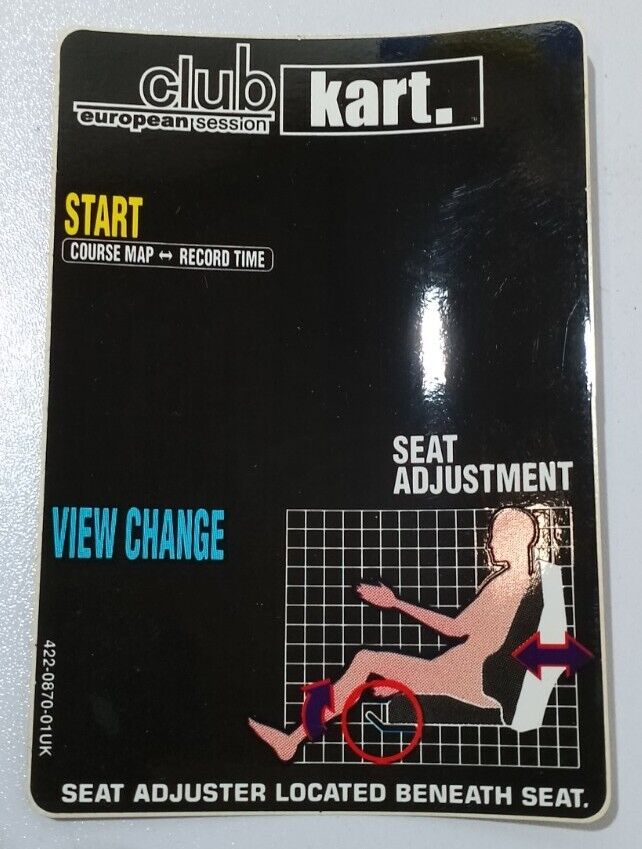 club kart.
european session
START
COURSE MAP ↔ RECORD TIME
SEAT
ADJUSTMENT
VIEW CHANGE
422-0870-01UK
SEAT ADJUSTER LOCATED BENEATH SEAT.